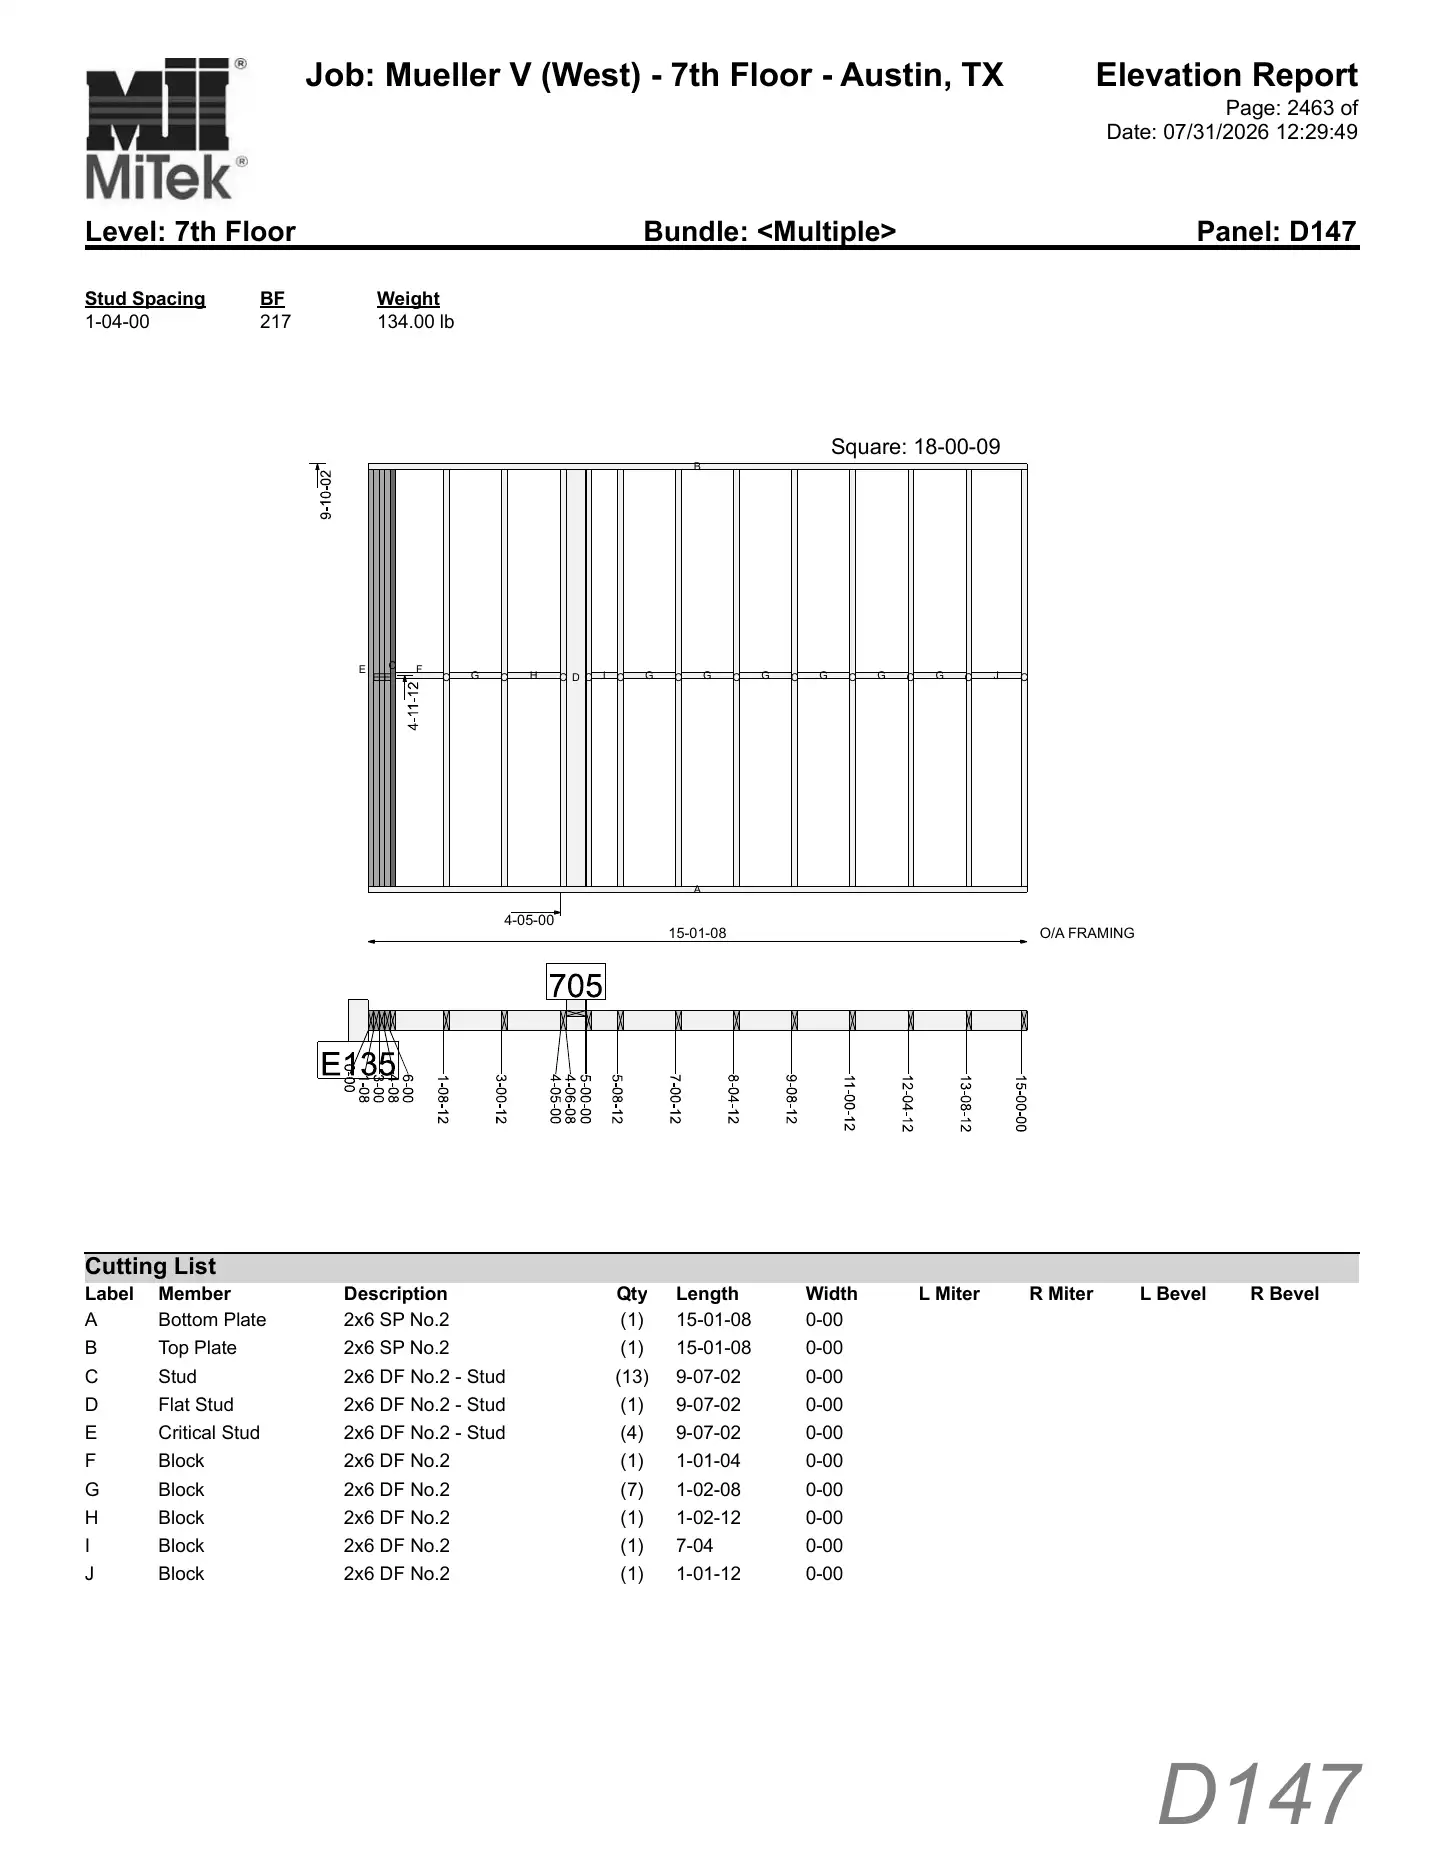 Job: Mueller V (West) - 7th Floor - Austin, TX
Elevation Report
Page: 2463 of
Date: 07/31/2026 12:29:49
MiTek®
Level: 7th Floor Bundle: <Multiple> Panel: D147
Stud Spacing BF Weight
1-04-00 217 134.00 lb
Square: 18-00-09
B
9-10-02
E C F G H D I G G G G G G J
4-11-12
A
4-05-00
15-01-08 O/A FRAMING
705
E135
0-00 1-08 3-00 4-08 6-00 1-08-12 3-00-12 4-05-00 4-06-08 5-00-00 5-08-12 7-00-12 8-04-12 9-08-12 11-00-12 12-04-12 13-08-12 15-00-00
Cutting List
Label Member Description Qty Length Width L Miter R Miter L Bevel R Bevel
A Bottom Plate 2x6 SP No.2 (1) 15-01-08 0-00
B Top Plate 2x6 SP No.2 (1) 15-01-08 0-00
C Stud 2x6 DF No.2 - Stud (13) 9-07-02 0-00
D Flat Stud 2x6 DF No.2 - Stud (1) 9-07-02 0-00
E Critical Stud 2x6 DF No.2 - Stud (4) 9-07-02 0-00
F Block 2x6 DF No.2 (1) 1-01-04 0-00
G Block 2x6 DF No.2 (7) 1-02-08 0-00
H Block 2x6 DF No.2 (1) 1-02-12 0-00
I Block 2x6 DF No.2 (1) 7-04 0-00
J Block 2x6 DF No.2 (1) 1-01-12 0-00
D147